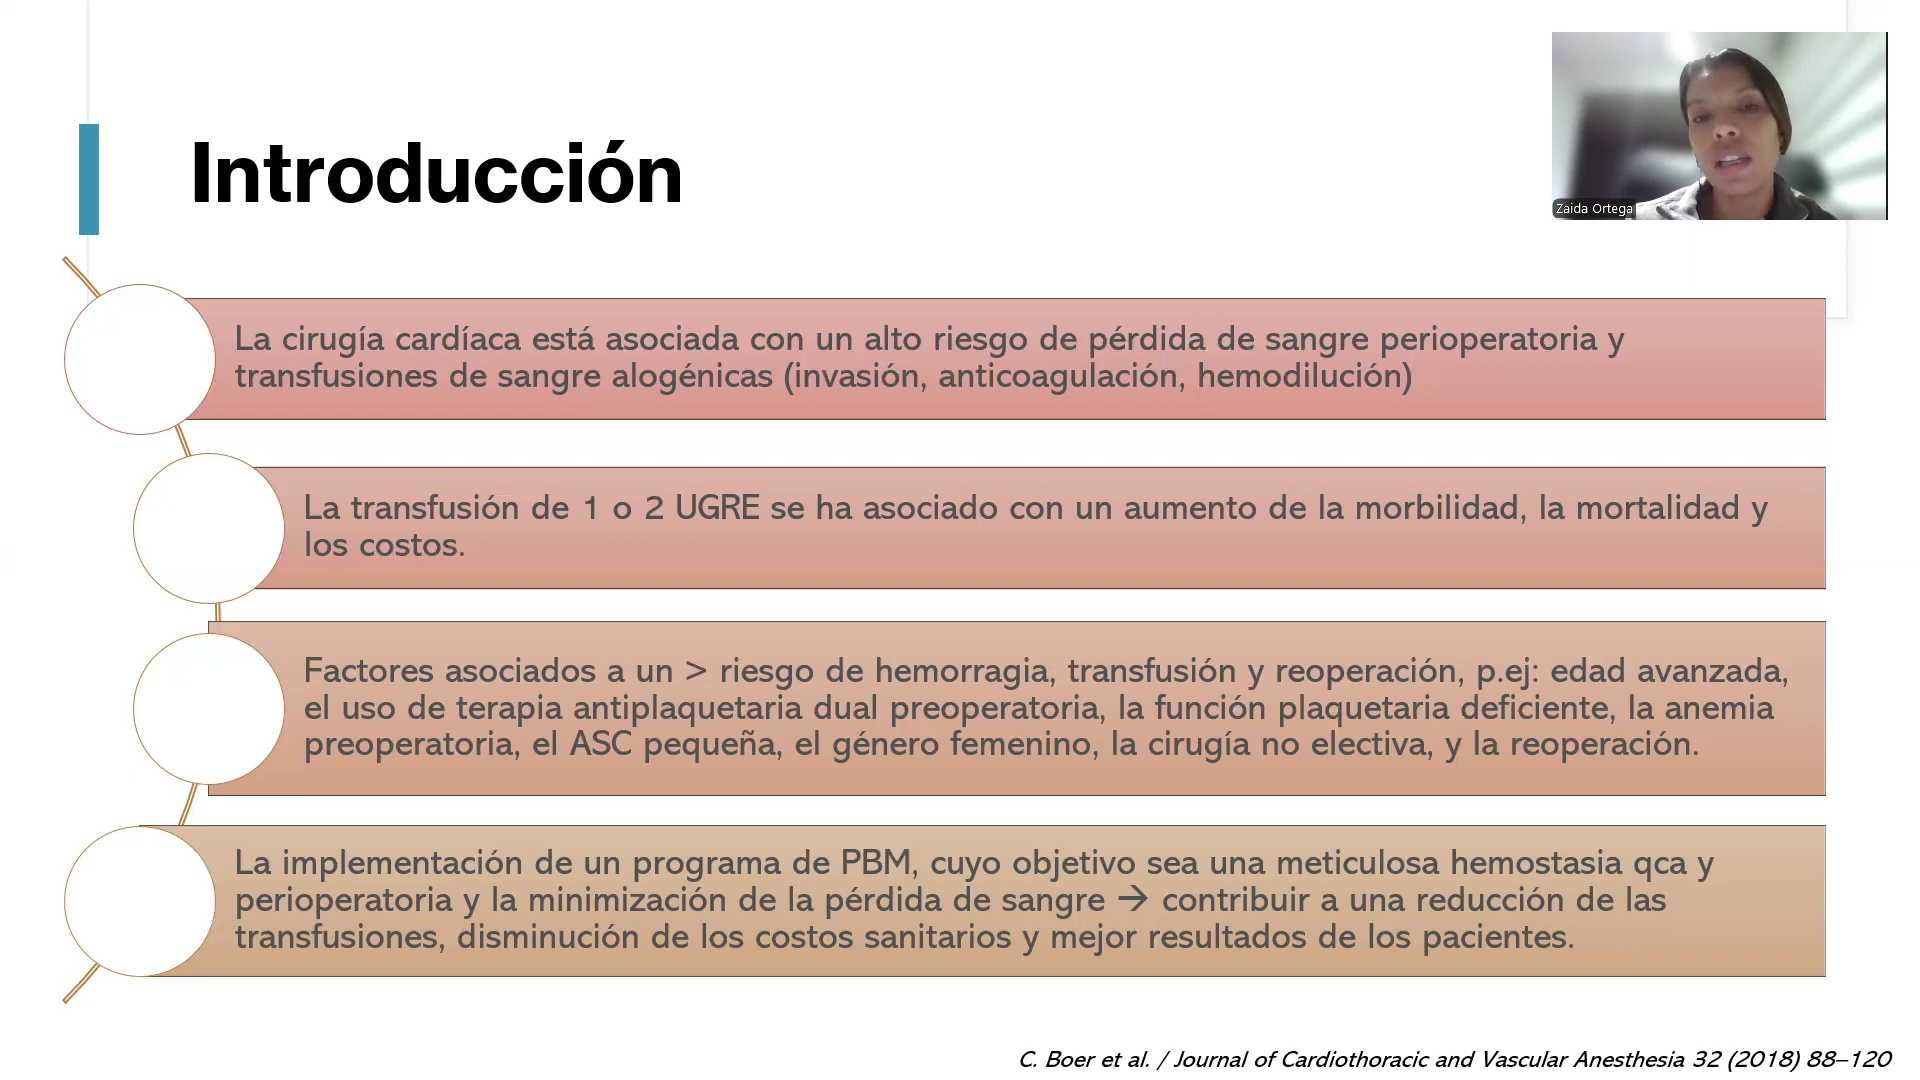 Introducción
Zaida Ortega
La cirugía cardíaca está asociada con un alto riesgo de pérdida de sangre perioperatoria y
transfusiones de sangre alogénicas (invasión, anticoagulación, hemodilución)
La transfusión de 1 o 2 UGRE se ha asociado con un aumento de la morbilidad, la mortalidad y
los costos.
Factores asociados a un > riesgo de hemorragia, transfusión y reoperación, p.ej: edad avanzada,
el uso de terapia antiplaquetaria dual preoperatoria, la función plaquetaria deficiente, la anemia
preoperatoria, el ASC pequeña, el género femenino, la cirugía no electiva, y la reoperación.
La implementación de un programa de PBM, cuyo objetivo sea una meticulosa hemostasia qca y
perioperatoria y la minimización de la pérdida de sangre → contribuir a una reducción de las
transfusiones, disminución de los costos sanitarios y mejor resultados de los pacientes.
C. Boer et al. / Journal of Cardiothoracic and Vascular Anesthesia 32 (2018) 88–120